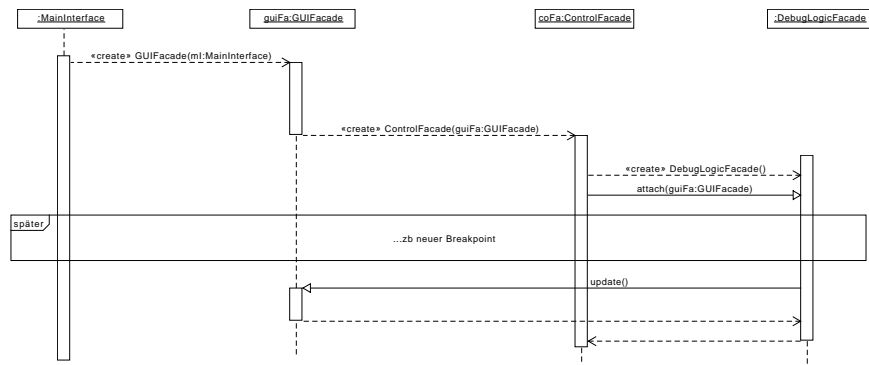 :MainInterface
guiFa:GUIFacade
coFa:ControlFacade
:DebugLogicFacade
«create» GUIFacade(mI:MainInterface)
«create» ControlFacade(guiFa:GUIFacade)
«create» DebugLogicFacade()
attach(guiFa:GUIFacade)
später
...zb neuer Breakpoint
update()